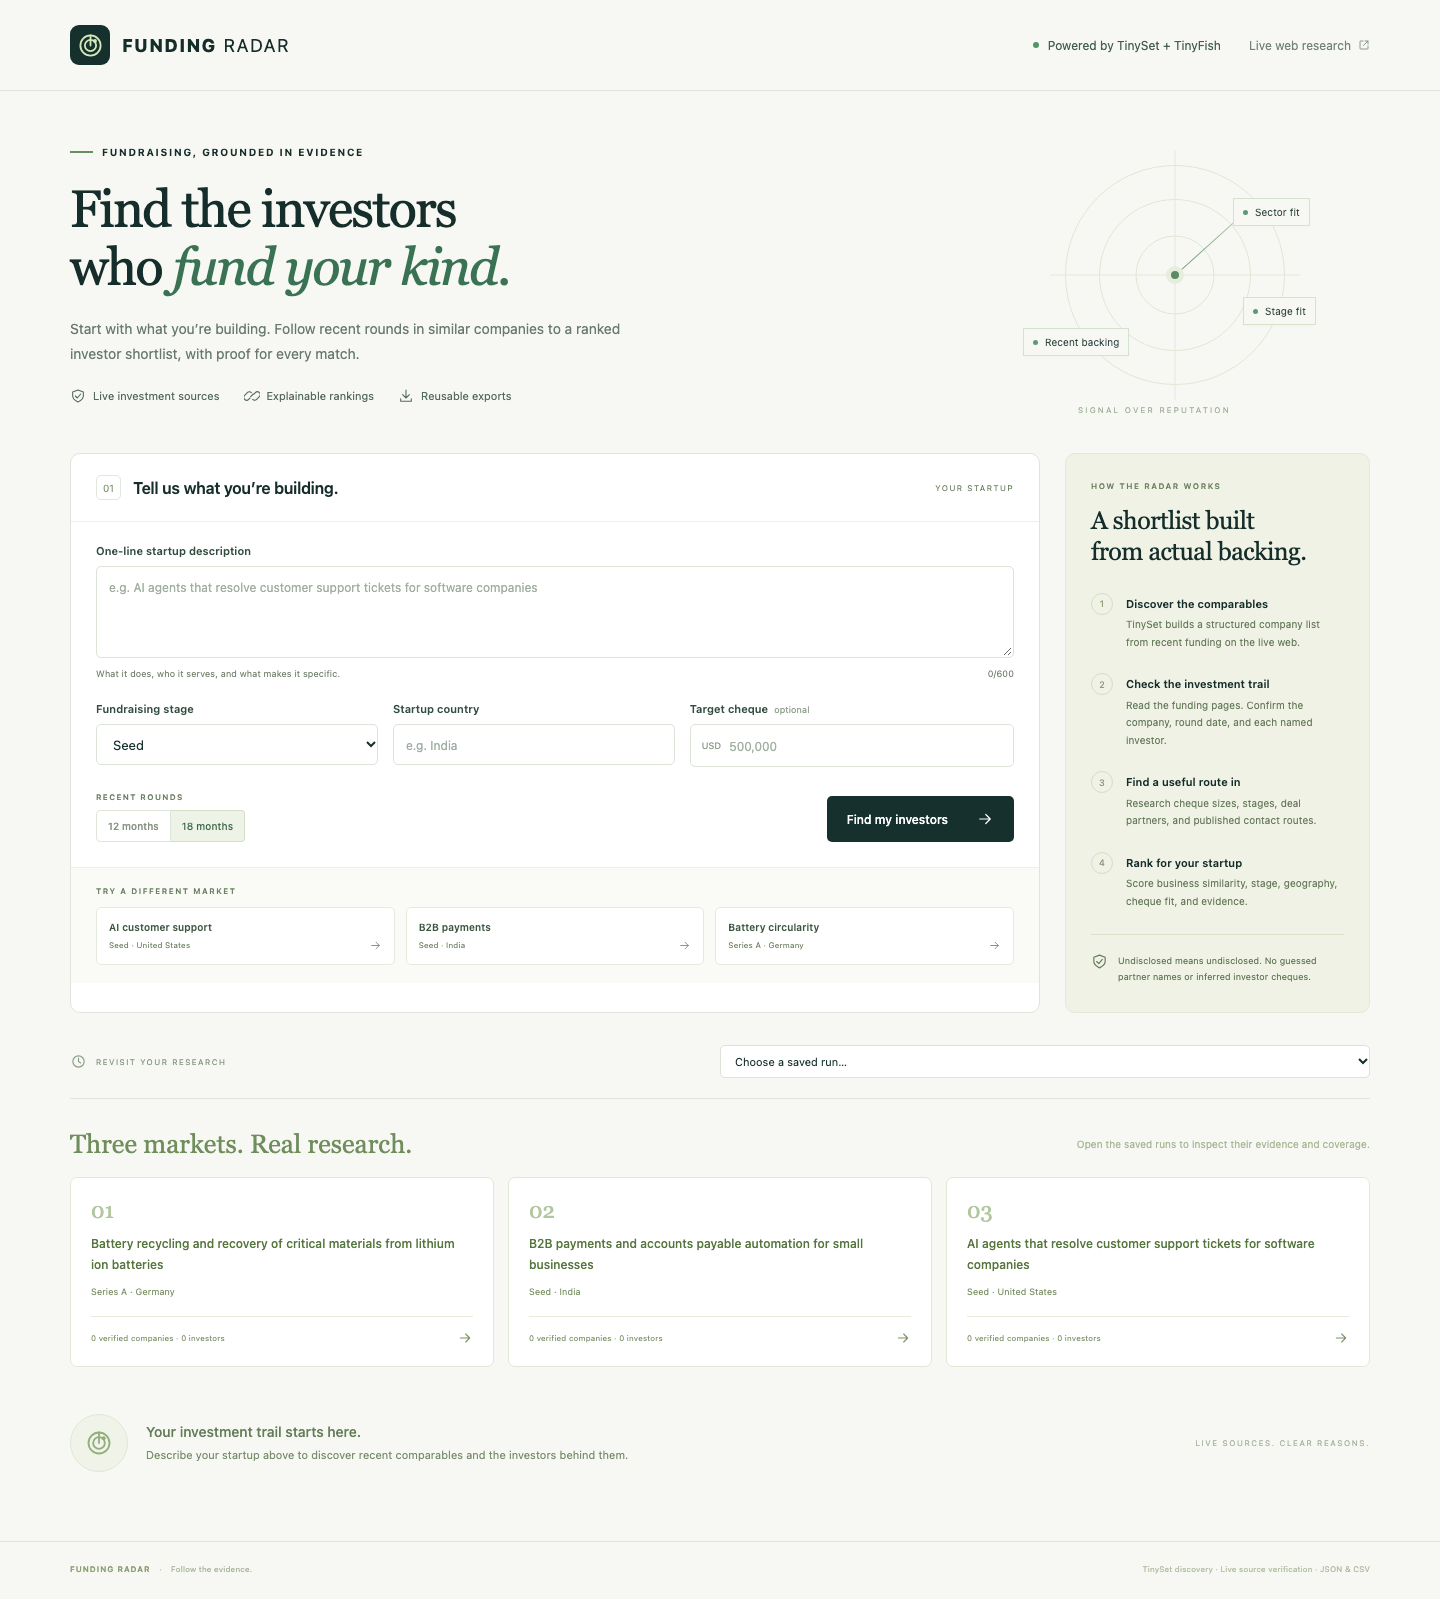 FUNDING RADAR
Powered by TinySet + TinyFish
Live web research
FUNDRAISING, GROUNDED IN EVIDENCE
Find the investors
who fund your kind.
Start with what you’re building. Follow recent rounds in similar companies to a ranked
investor shortlist, with proof for every match.
Live investment sources
Explainable rankings
Reusable exports
Sector fit
Stage fit
Recent backing
SIGNAL OVER REPUTATION
01
Tell us what you’re building.
YOUR STARTUP
One-line startup description
e.g. AI agents that resolve customer support tickets for software companies
What it does, who it serves, and what makes it specific.
0/600
Fundraising stage
Startup country
Target cheque optional
Seed
e.g. India
USD 500,000
RECENT ROUNDS
12 months
18 months
Find my investors
TRY A DIFFERENT MARKET
AI customer support
Seed · United States
B2B payments
Seed · India
Battery circularity
Series A · Germany
HOW THE RADAR WORKS
A shortlist built
from actual backing.
1
Discover the comparables
TinySet builds a structured company list
from recent funding on the live web.
2
Check the investment trail
Read the funding pages. Confirm the
company, round date, and each named
investor.
3
Find a useful route in
Research cheque sizes, stages, deal
partners, and published contact routes.
4
Rank for your startup
Score business similarity, stage, geography,
cheque fit, and evidence.
Undisclosed means undisclosed. No guessed
partner names or inferred investor cheques.
REVISIT YOUR RESEARCH
Choose a saved run...
Three markets. Real research.
Open the saved runs to inspect their evidence and coverage.
01
Battery recycling and recovery of critical materials from lithium
ion batteries
Series A · Germany
0 verified companies · 0 investors
02
B2B payments and accounts payable automation for small
businesses
Seed · India
0 verified companies · 0 investors
03
AI agents that resolve customer support tickets for software
companies
Seed · United States
0 verified companies · 0 investors
Your investment trail starts here.
Describe your startup above to discover recent comparables and the investors behind them.
LIVE SOURCES. CLEAR REASONS.
FUNDING RADAR · Follow the evidence.
TinySet discovery · Live source verification · JSON & CSV